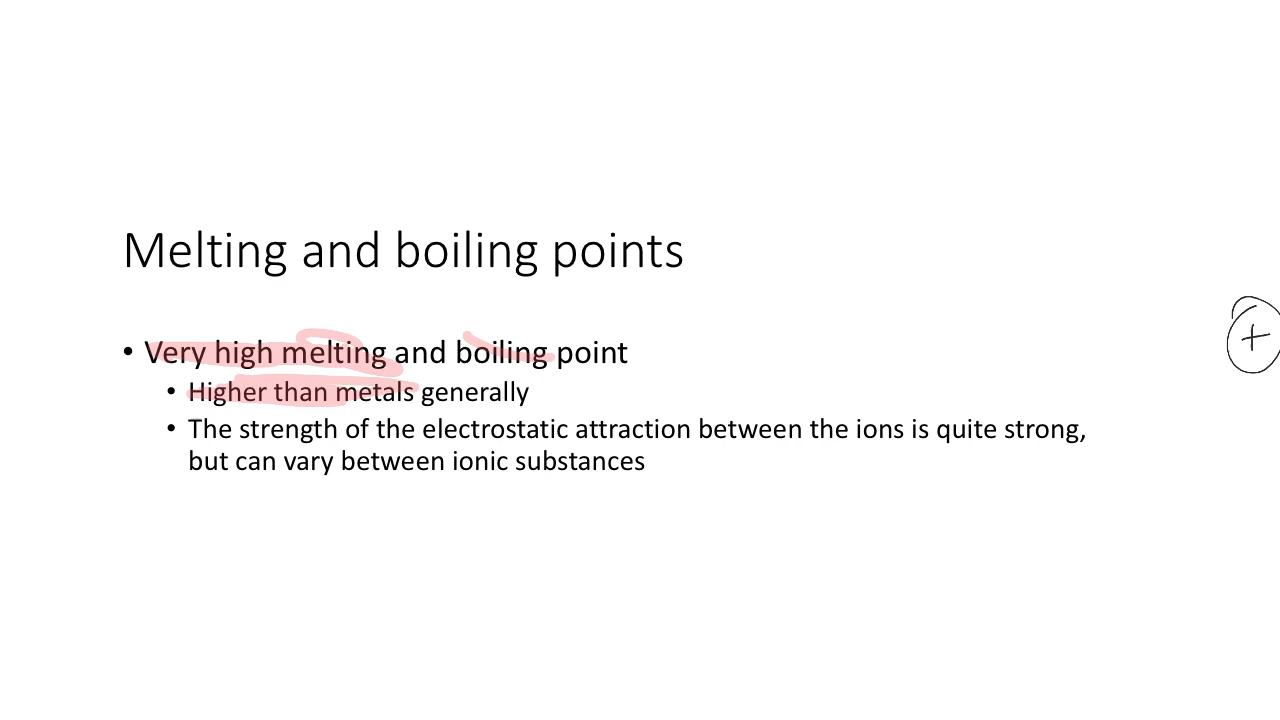 Melting and boiling points
• Very high melting and boiling point
• Higher than metals generally
• The strength of the electrostatic attraction between the ions is quite strong,
but can vary between ionic substances
+